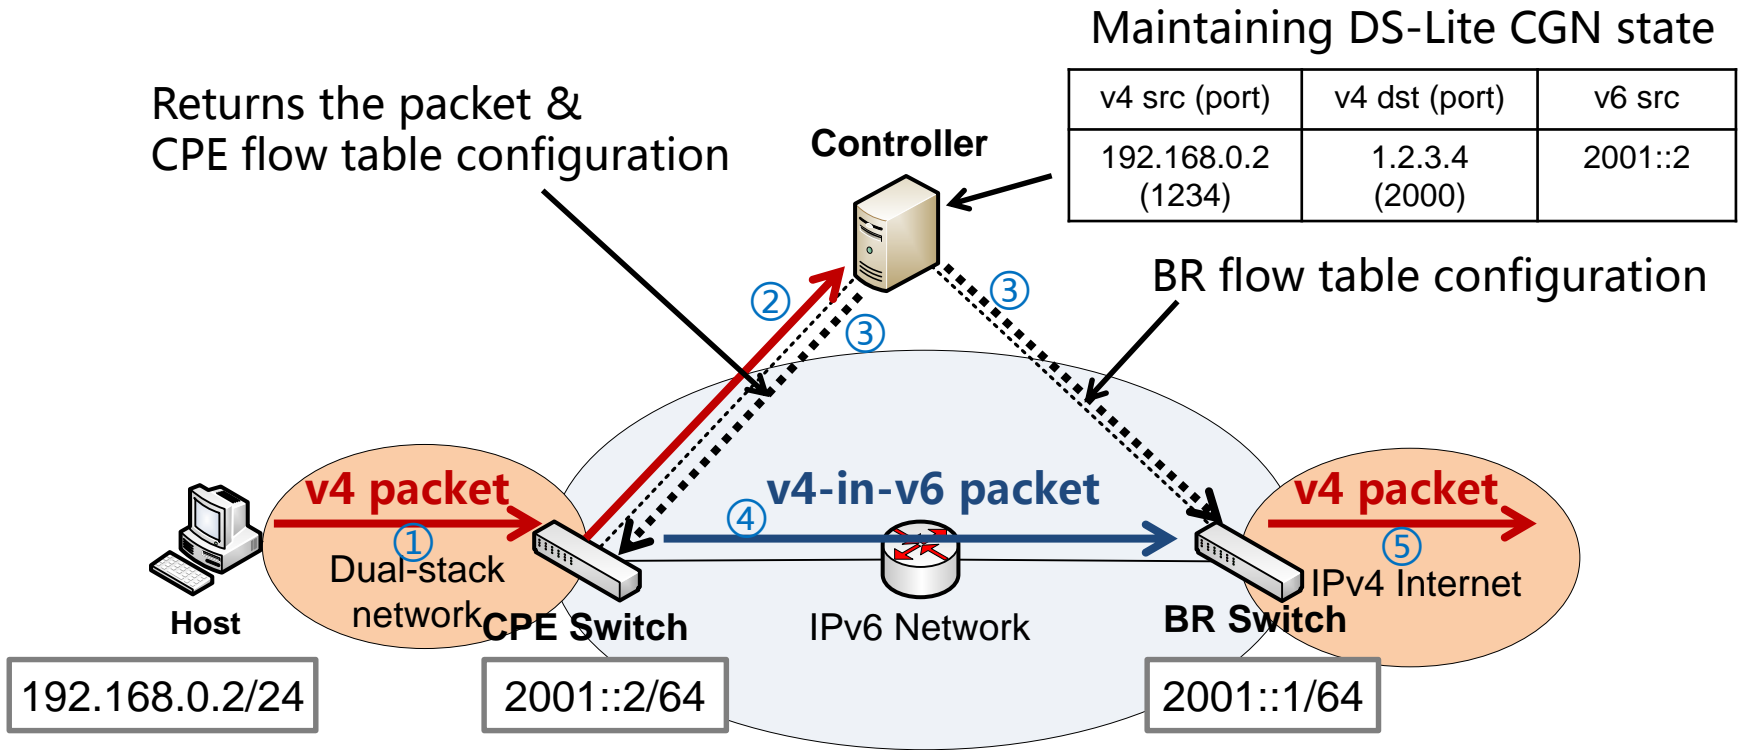 Maintaining DS-Lite CGN state
v4 src (port) v4 dst (port) v6 src
192.168.0.2 1.2.3.4 2001::2
(1234) (2000)
Returns the packet &
CPE flow table configuration
Controller
BR flow table configuration
②
③
③
v4 packet
①
Dual-stack
network
v4-in-v6 packet
④
v4 packet
⑤
IPv4 Internet
Host
CPE Switch
IPv6 Network
BR Switch
192.168.0.2/24
2001::2/64
2001::1/64